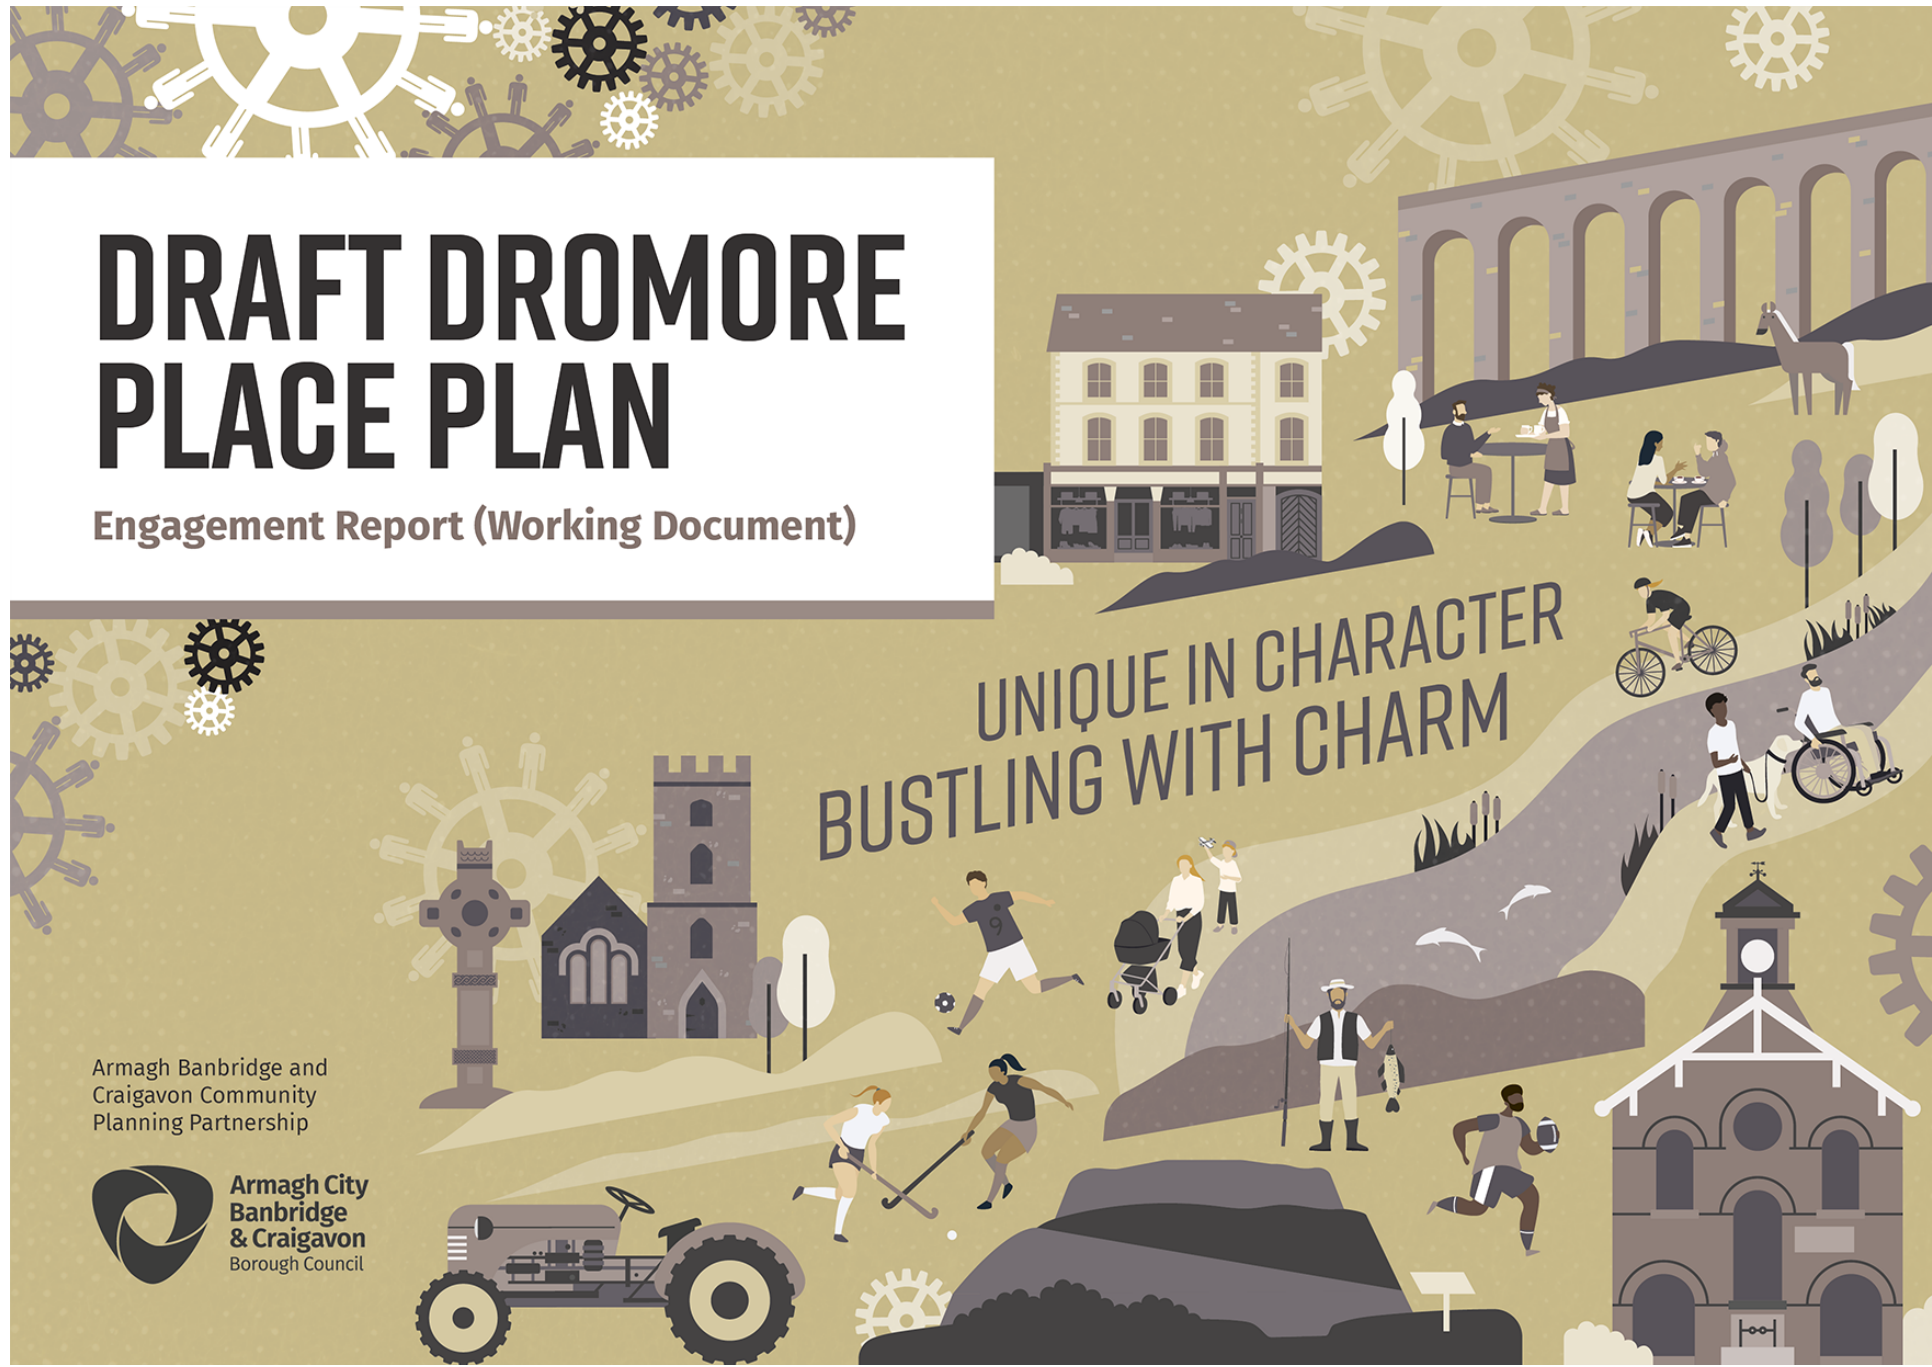 DRAFT DROMORE
PLACE PLAN
Engagement Report (Working Document)
UNIQUE IN CHARACTER
BUSTLING WITH CHARM
9
Armagh Banbridge and
Craigavon Community
Planning Partnership
Armagh City
Banbridge
& Craigavon
Borough Council